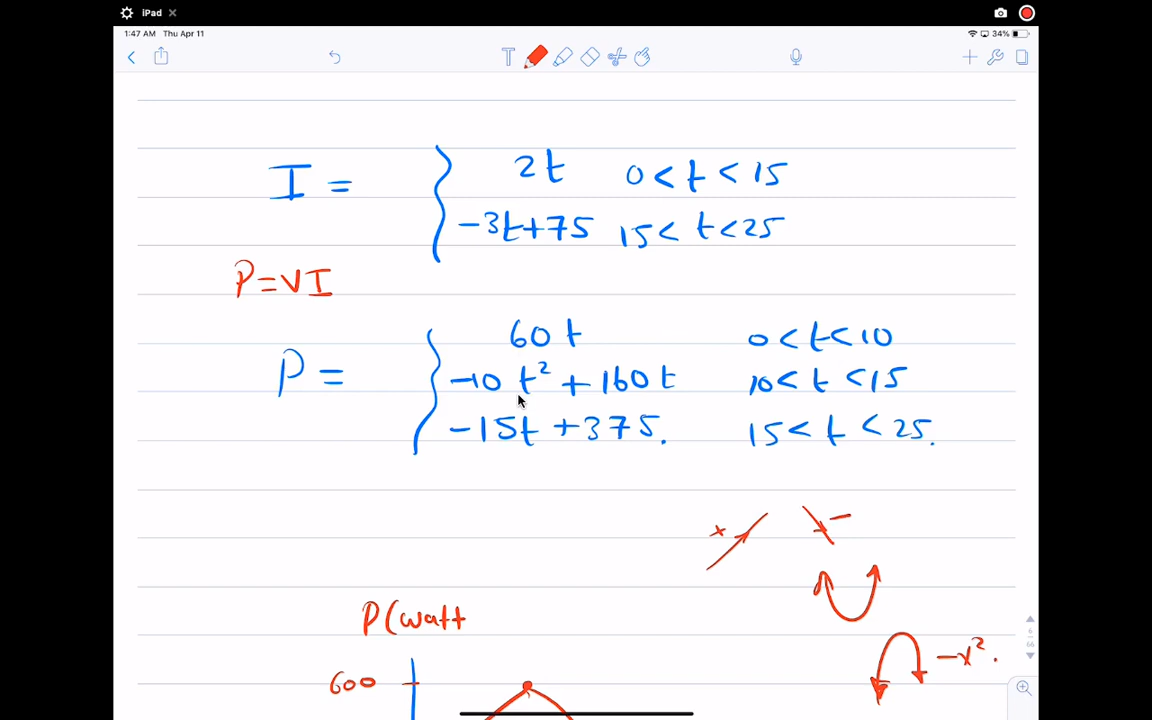 iPad
1:47 AM Thu Apr 11
34%
I = { 2t 0 < t < 15
-3t+75 15 < t < 25
P=VI
P = { 60t 0 < t < 10
-10t² + 160t 10 < t < 15
-15t + 375. 15 < t < 25.
+ -
P(watt
-x².
600